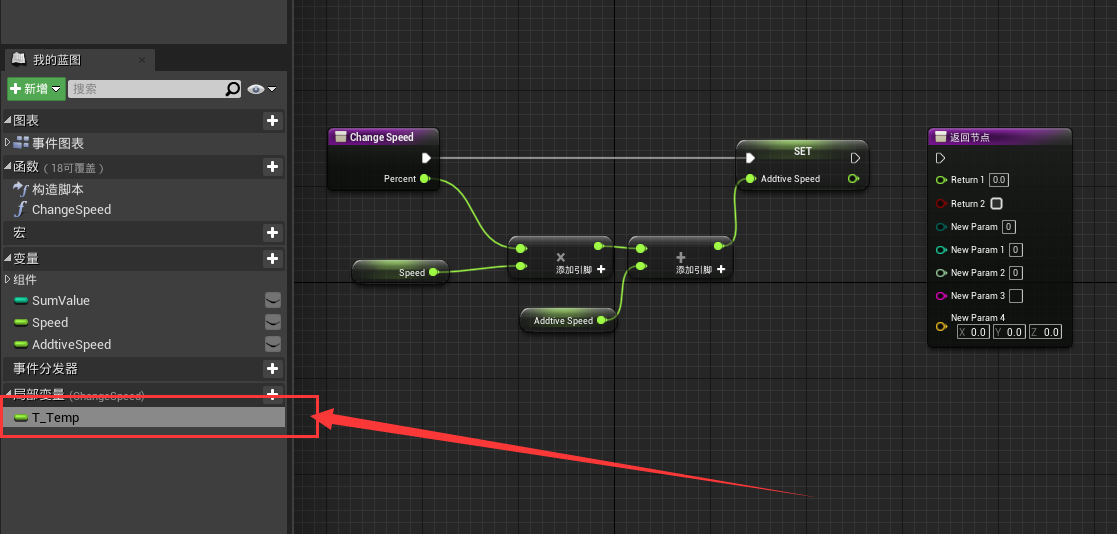 我的蓝图
新增
搜索
图表
事件图表
函数 (18可覆盖)
构造脚本
ChangeSpeed
宏
变量
组件
SumValue
Speed
AddtiveSpeed
事件分发器
局部变量 (ChangeSpeed)
T_Temp
Change Speed
Percent
Speed
添加引脚
Addtive Speed
添加引脚
SET
Addtive Speed
返回节点
Return 1 0.0
Return 2
New Param 0
New Param 1 0
New Param 2 0
New Param 3
New Param 4
X 0.0 Y 0.0 Z 0.0